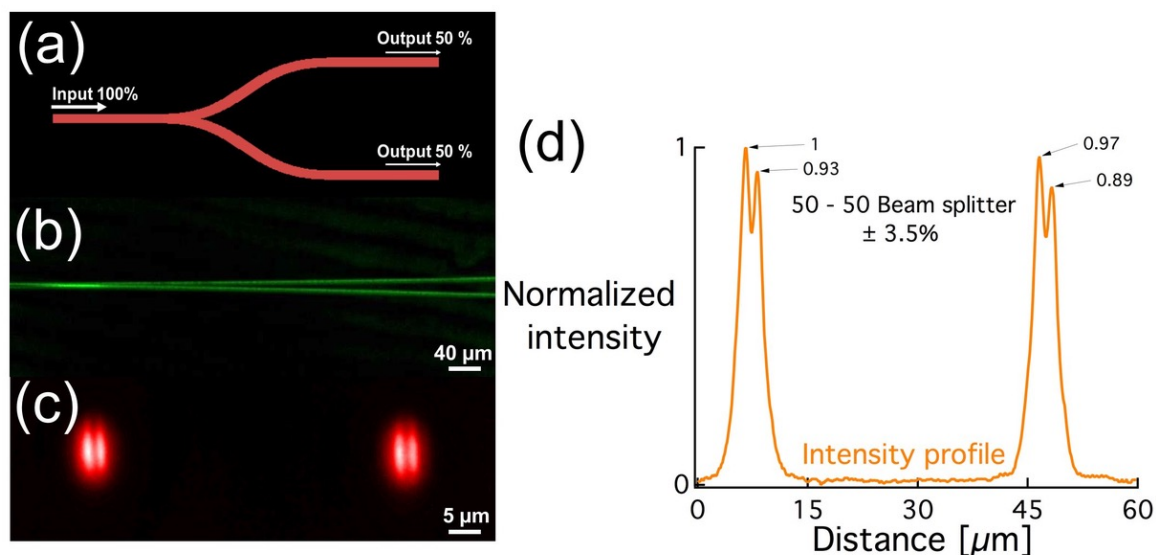 (a)
Output 50 %
Input 100%
Output 50 %
(b)
40 µm
(c)
5 µm
(d)
1
1
0.93
0.97
0.89
50 - 50 Beam splitter
± 3.5%
Normalized
intensity
Intensity profile
0
0
15
30
45
60
Distance [µm]